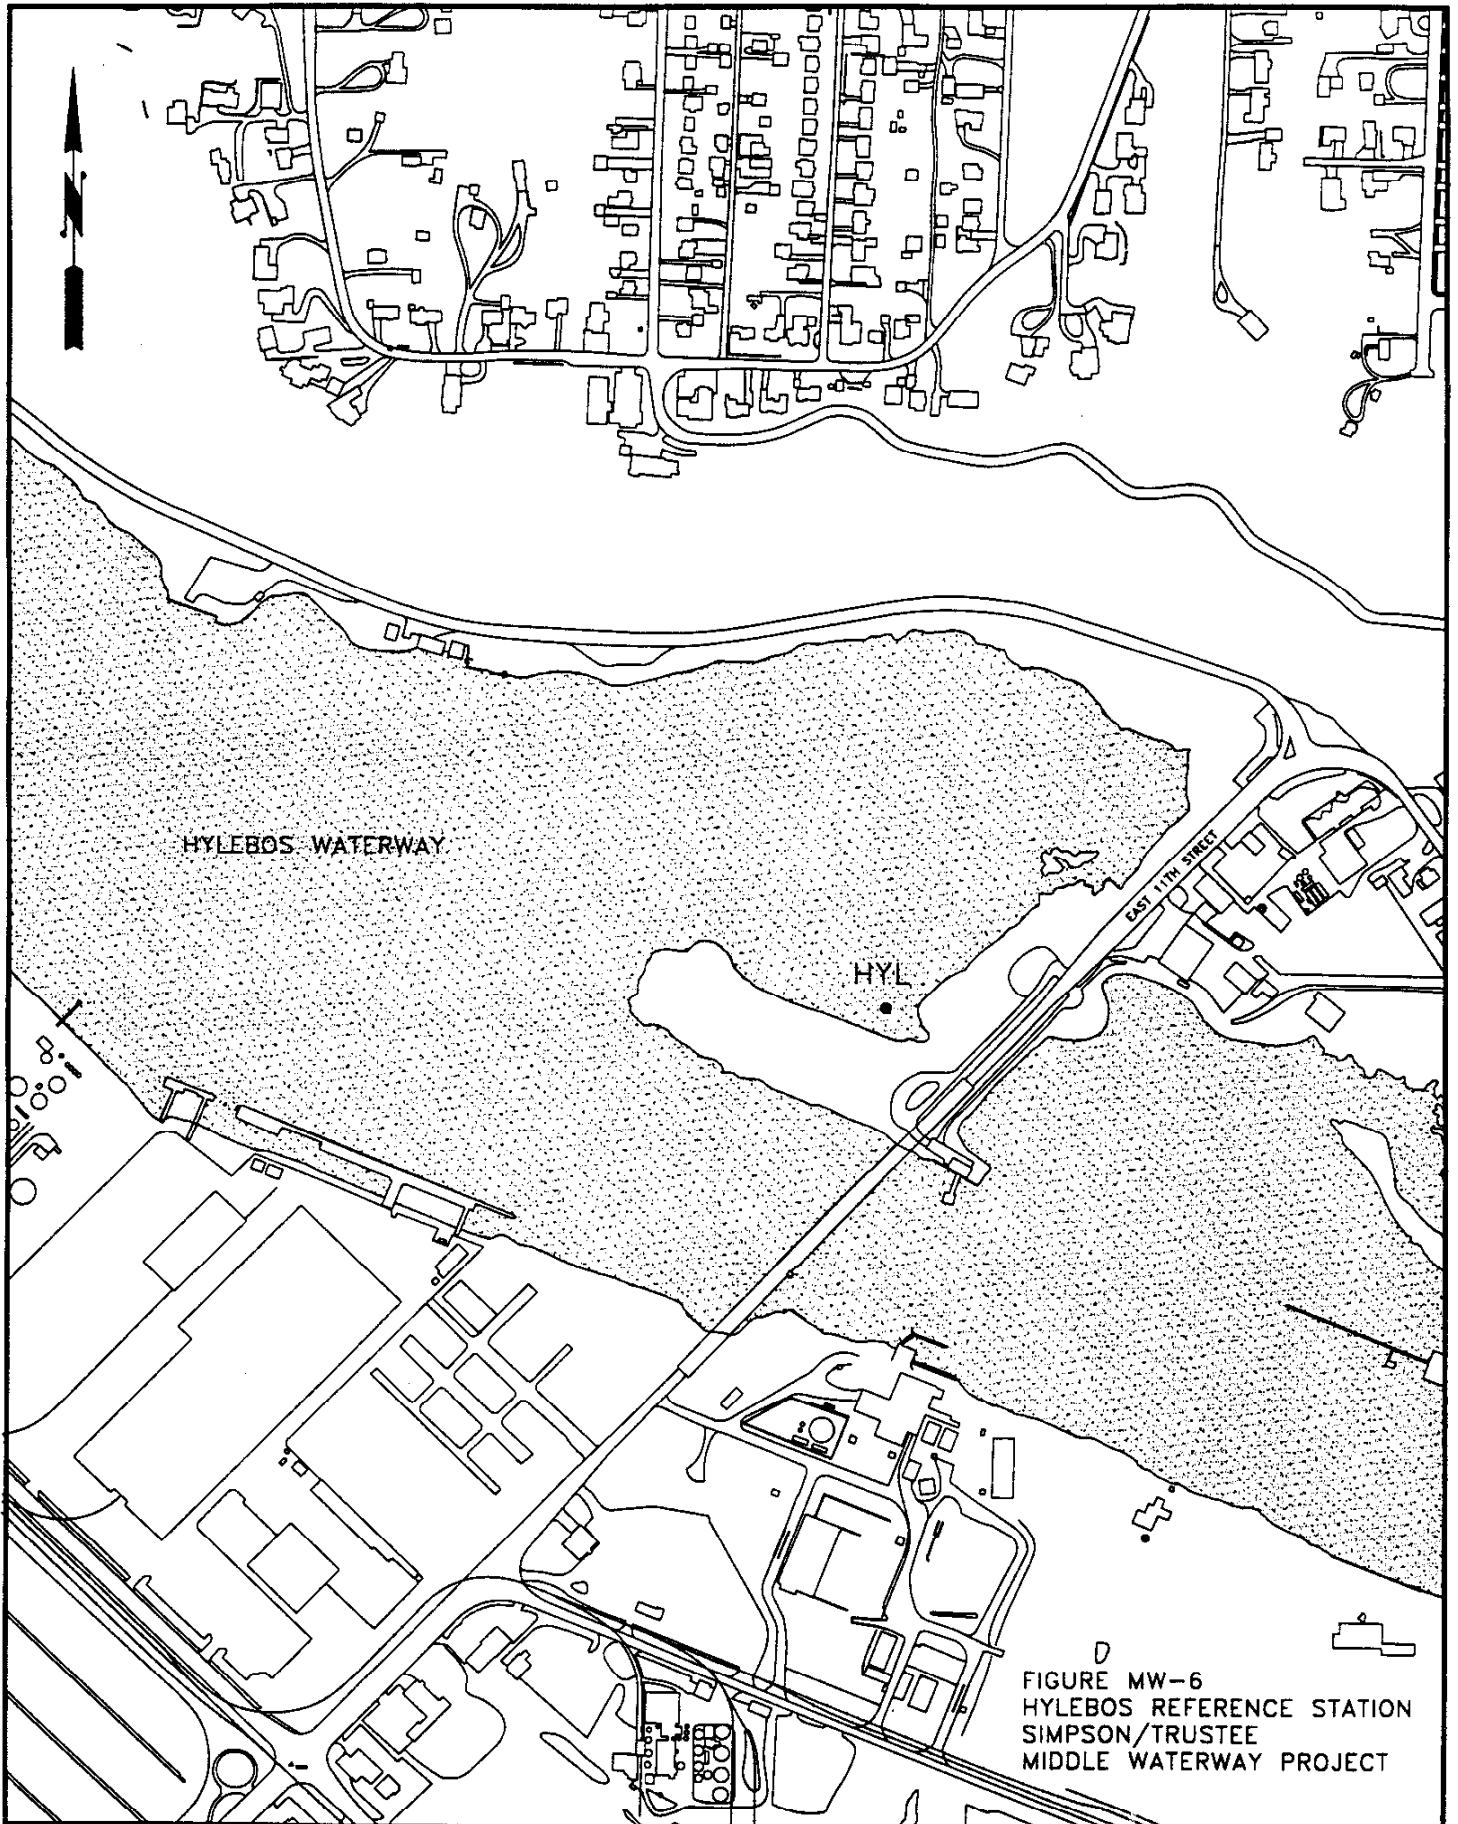 N
HYLEBOS WATERWAY
EAST 11TH STREET
HYL
FIGURE MW-6
HYLEBOS REFERENCE STATION
SIMPSON/TRUSTEE
MIDDLE WATERWAY PROJECT